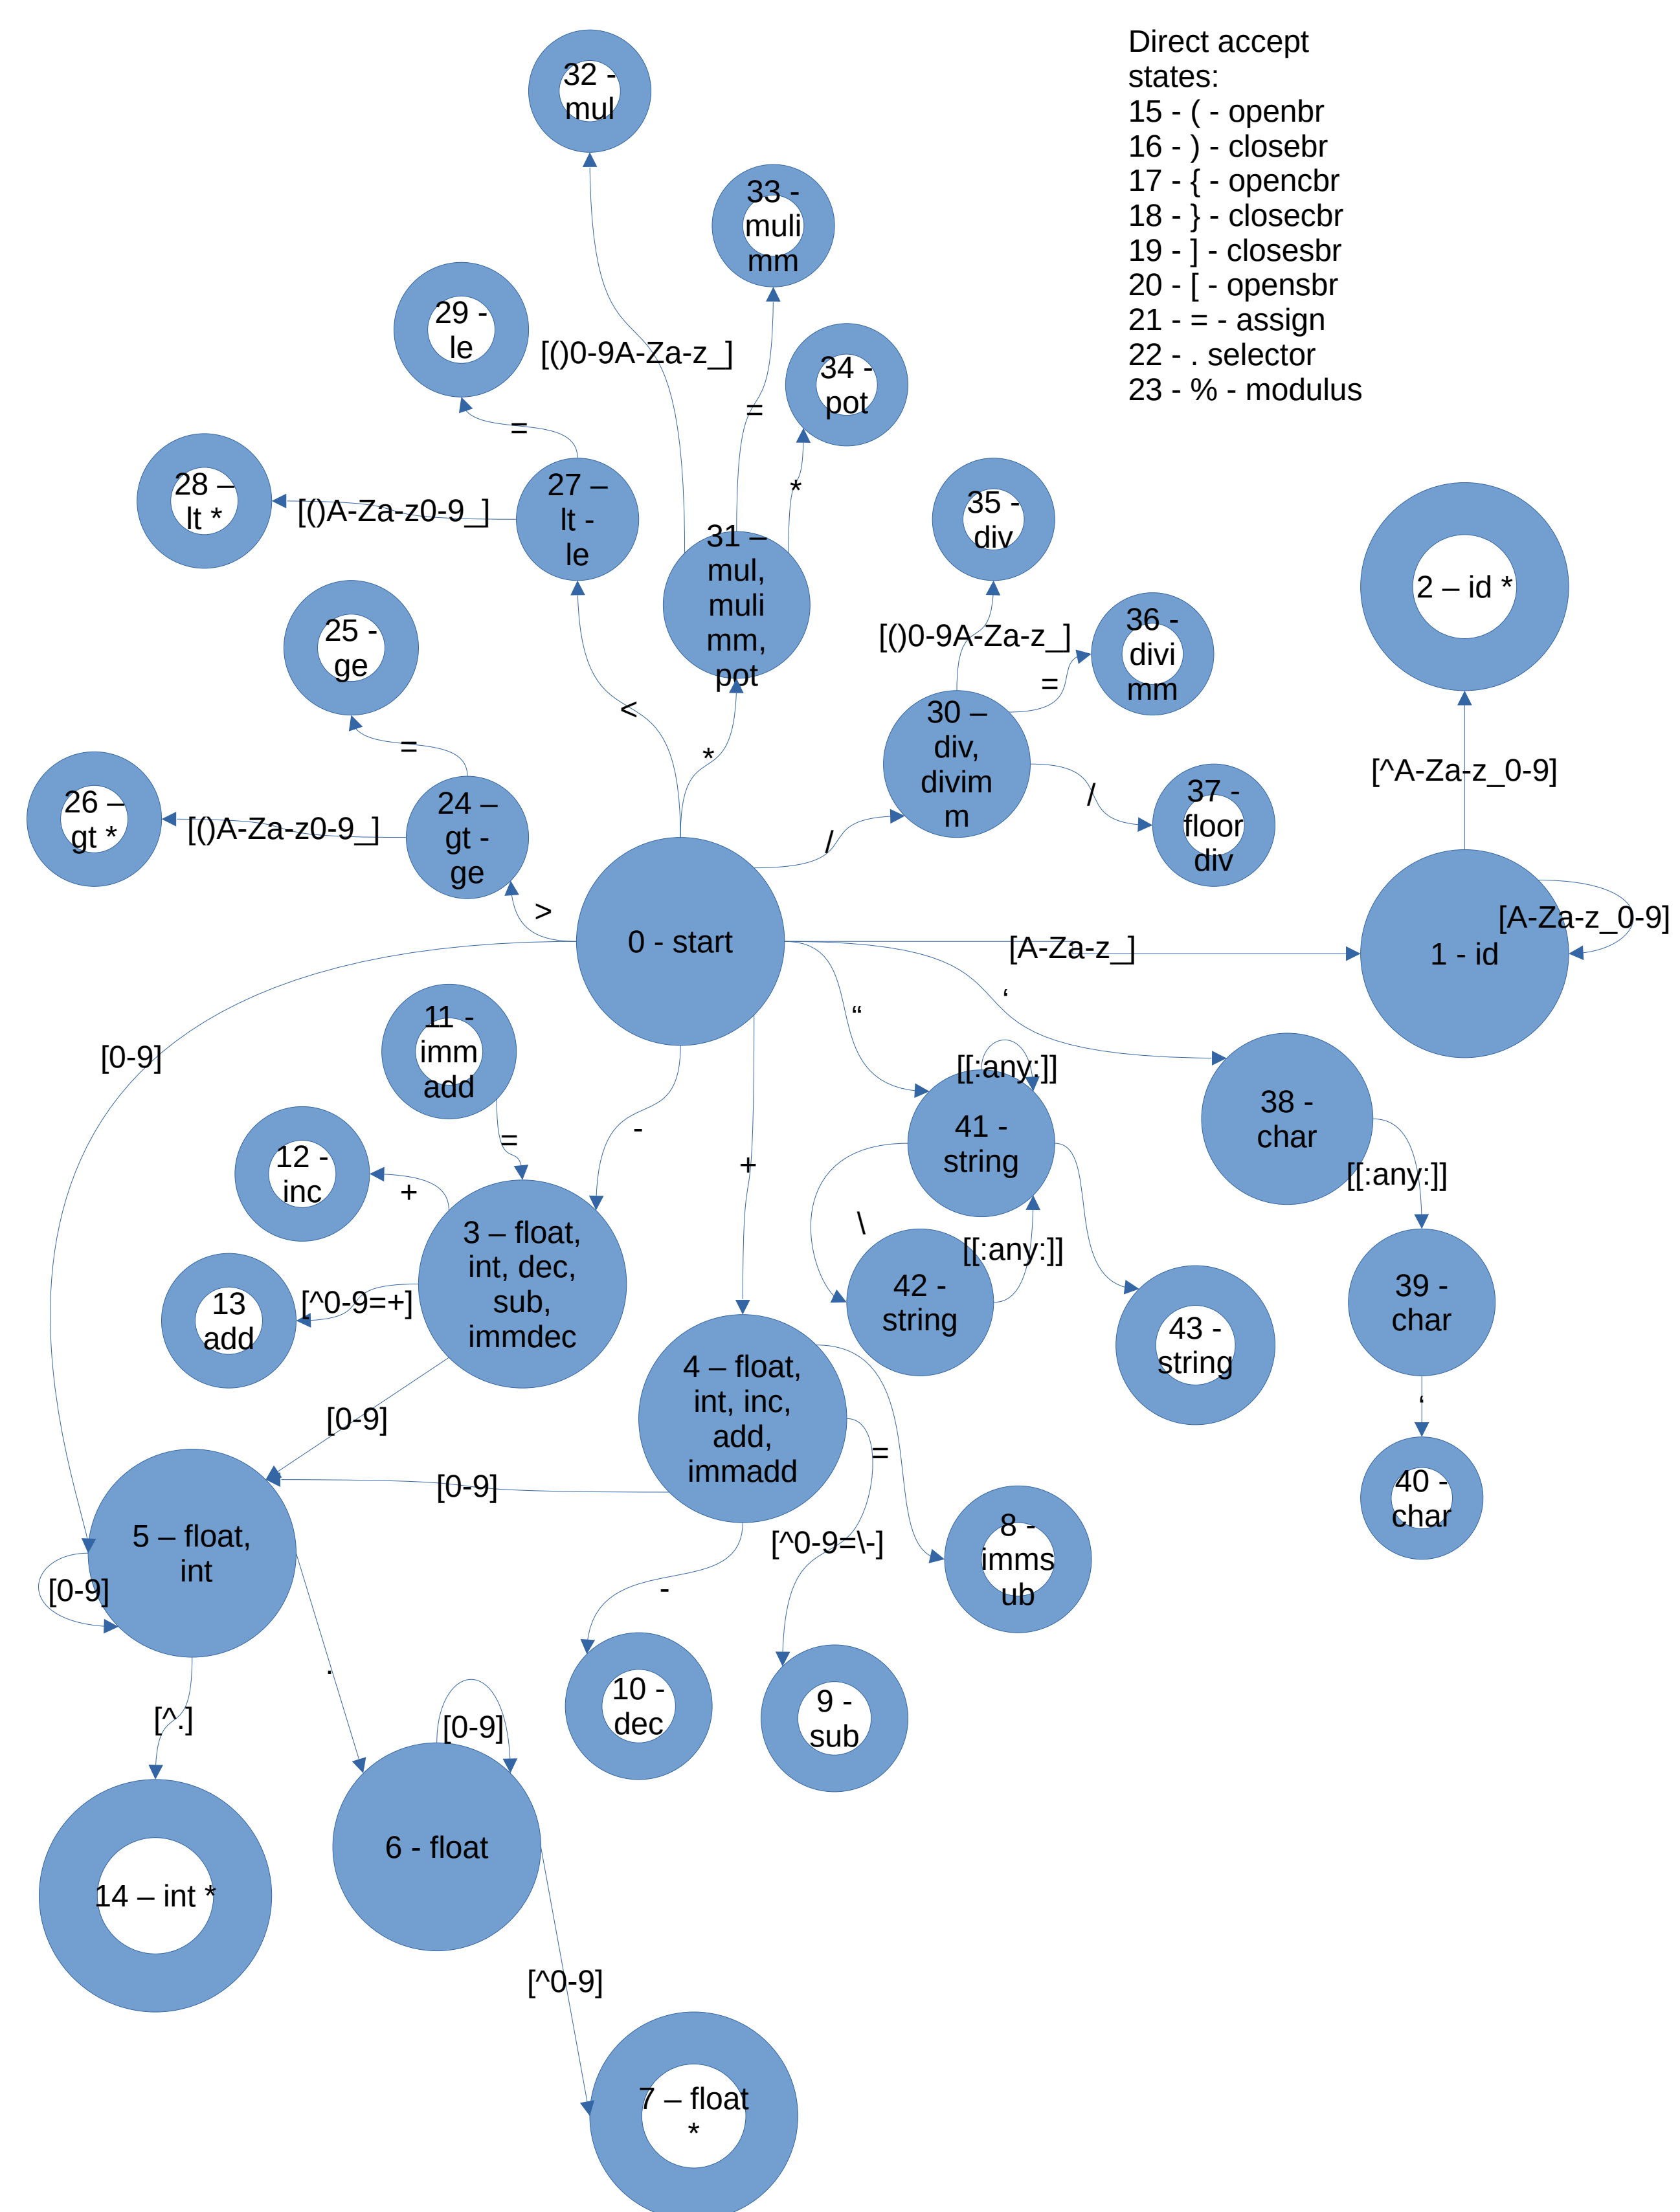 Direct accept
states:
15 - ( - openbr
16 - ) - closebr
17 - { - opencbr
18 - } - closecbr
19 - ] - closesbr
20 - [ - opensbr
21 - = - assign
22 - . selector
23 - % - modulus
32 -
mul
33 -
muli
mm
29 -
le
[()0-9A-Za-z_]
34 -
pot
=
=
28 –
lt *
[()A-Za-z0-9_]
27 –
lt -
le
*
35 -
div
31 –
mul,
muli
mm,
pot
2 – id *
25 -
ge
[()0-9A-Za-z_]
36 -
divi
mm
=
<
*
=
30 –
div,
divim
m
[^A-Za-z_0-9]
26 –
gt *
[()A-Za-z0-9_]
24 –
gt -
ge
/
37 -
floor
div
/
>
0 - start
[A-Za-z_]
[A-Za-z_0-9]
1 - id
“
‘
[0-9]
11 -
imm
add
[[:any:]]
38 -
char
41 -
string
=
-
+
12 -
inc
+
[[:any:]]
\
[[:any:]]
3 – float,
int, dec,
sub,
immdec
42 -
string
39 -
char
13
add
[^0-9=+]
43 -
string
4 – float,
int, inc,
add,
immadd
‘
[0-9]
=
[0-9]
40 -
char
5 – float,
int
[^0-9=\-]
8 -
imms
ub
[0-9]
-
.
10 -
dec
9 -
sub
[^.]
[0-9]
6 - float
14 – int *
[^0-9]
7 – float
*